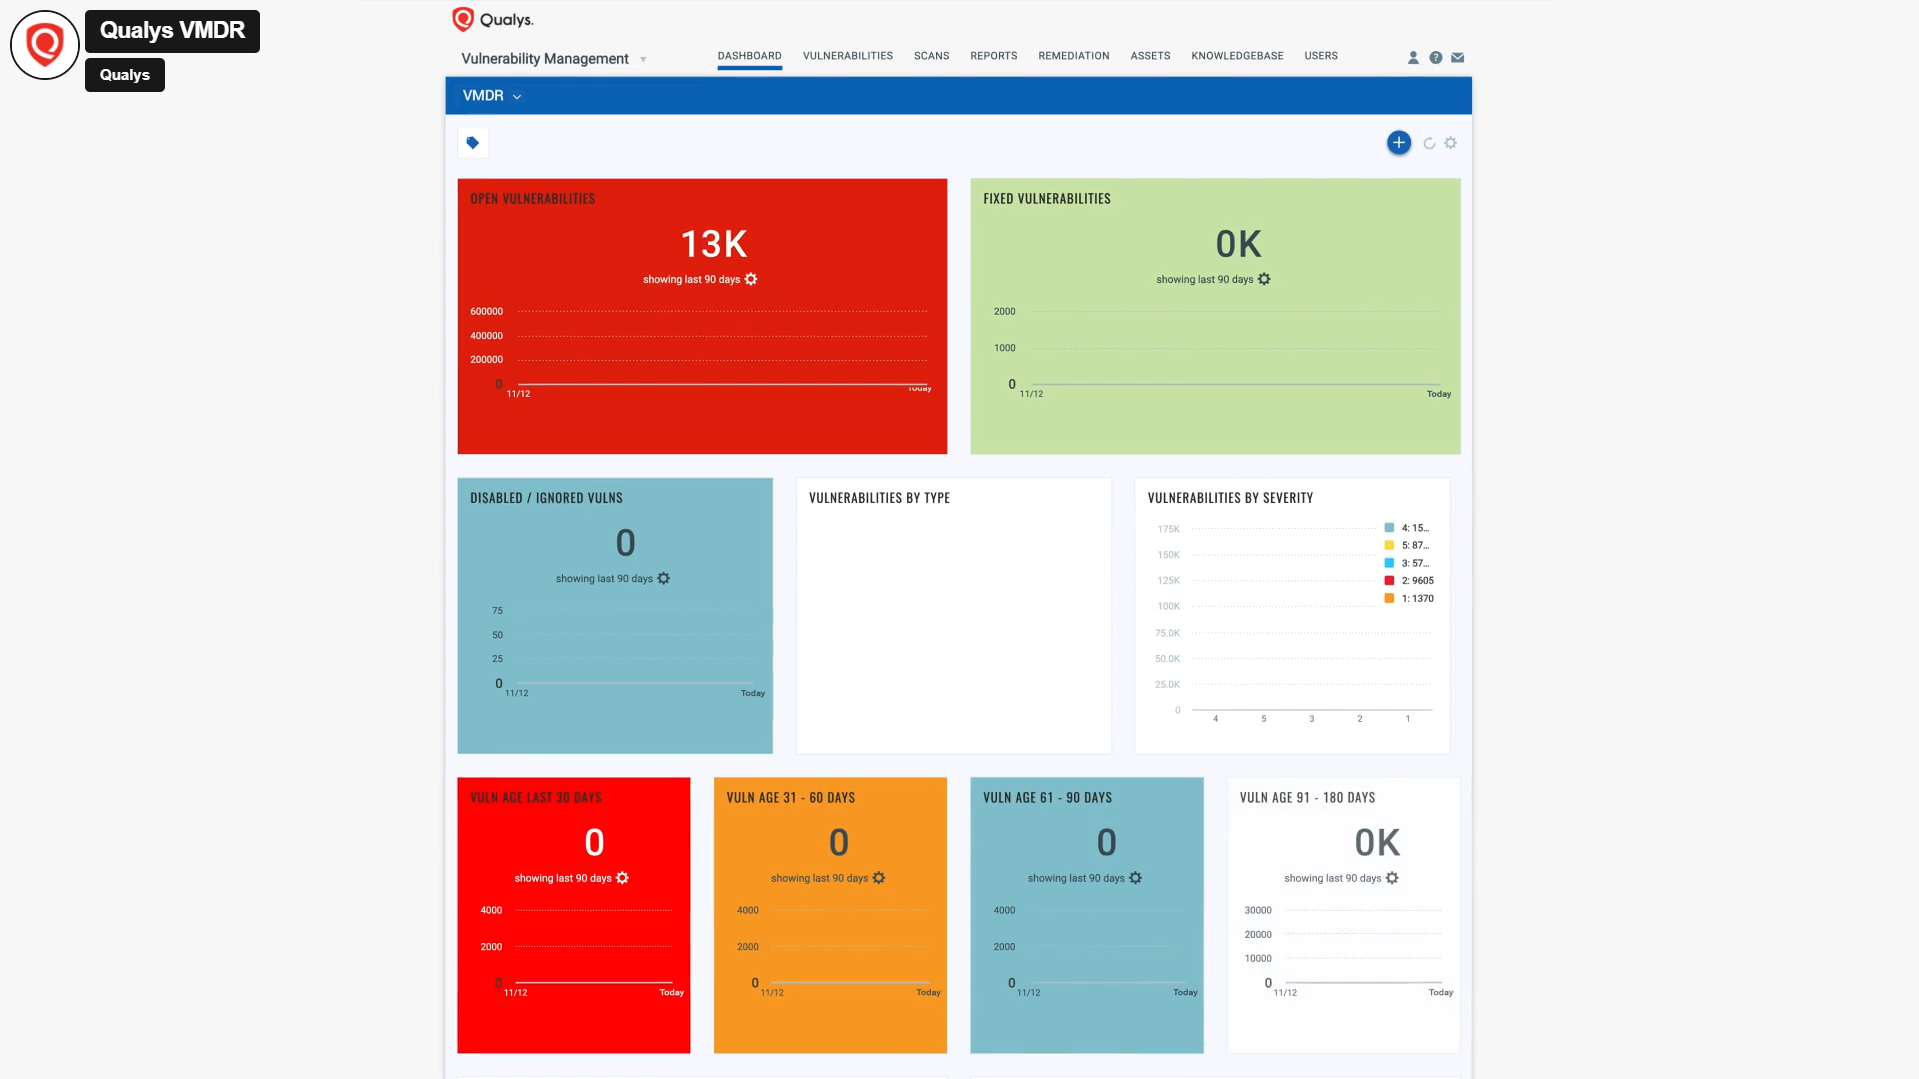 Qualys VMDR
Qualys
Qualys.
Vulnerability Management
DASHBOARD VULNERABILITIES SCANS REPORTS REMEDIATION ASSETS KNOWLEDGEBASE USERS
VMDR
OPEN VULNERABILITIES
13K
showing last 90 days
600000
400000
200000
0
11/12 Today
FIXED VULNERABILITIES
0K
showing last 90 days
2000
1000
0
11/12 Today
DISABLED / IGNORED VULNS
0
showing last 90 days
75
50
25
0
11/12 Today
VULNERABILITIES BY TYPE
VULNERABILITIES BY SEVERITY
175K
150K
125K
100K
75.0K
50.0K
25.0K
0
4 5 3 2 1
4: 15...
5: 87...
3: 57...
2: 9605
1: 1370
VULN AGE LAST 30 DAYS
0
showing last 90 days
4000
2000
0
11/12 Today
VULN AGE 31 - 60 DAYS
0
showing last 90 days
4000
2000
0
11/12 Today
VULN AGE 61 - 90 DAYS
0
showing last 90 days
4000
2000
0
11/12 Today
VULN AGE 91 - 180 DAYS
0K
showing last 90 days
30000
20000
10000
0
11/12 Today